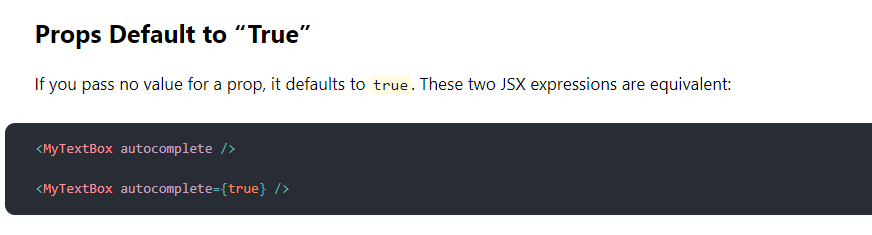 Props Default to “True”
If you pass no value for a prop, it defaults to true. These two JSX expressions are equivalent:
<MyTextBox autocomplete />
<MyTextBox autocomplete={true} />